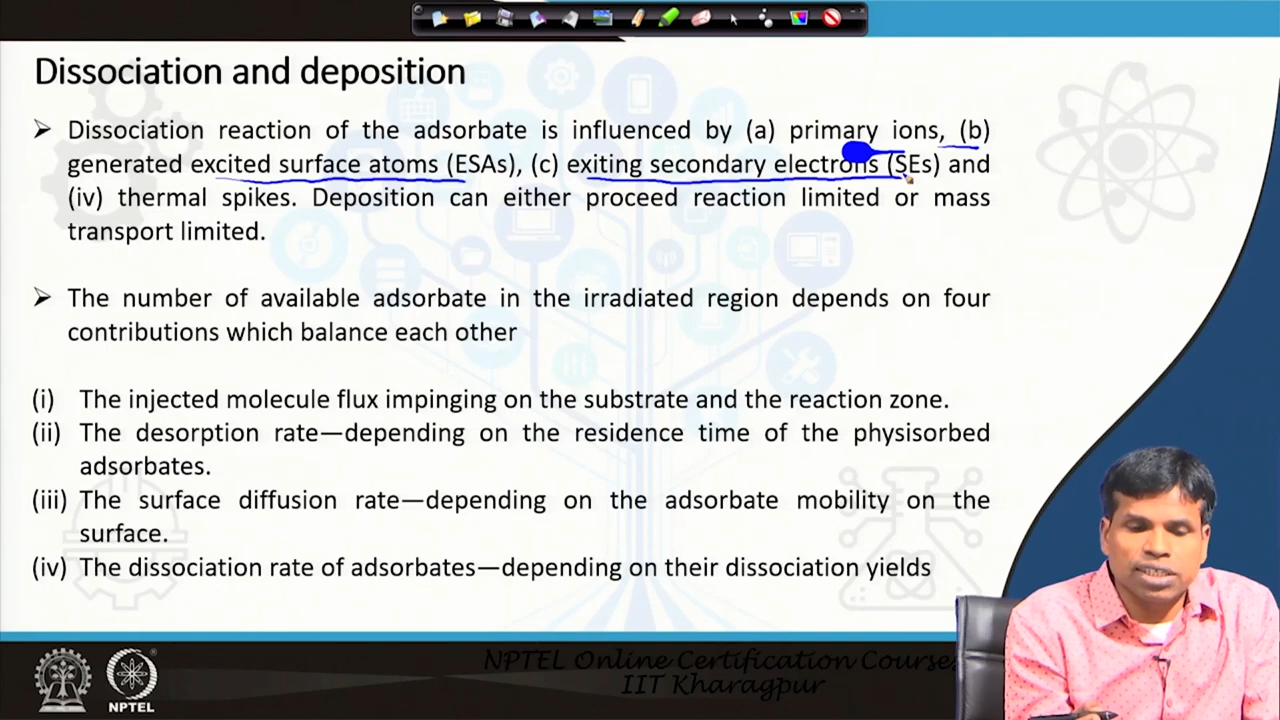 Dissociation and deposition
➤ Dissociation reaction of the adsorbate is influenced by (a) primary ions, (b)
generated excited surface atoms (ESAs), (c) exiting secondary electrons (SEs) and
(iv) thermal spikes. Deposition can either proceed reaction limited or mass
transport limited.
➤ The number of available adsorbate in the irradiated region depends on four
contributions which balance each other
(i) The injected molecule flux impinging on the substrate and the reaction zone.
(ii) The desorption rate—depending on the residence time of the physisorbed
adsorbates.
(iii) The surface diffusion rate—depending on the adsorbate mobility on the
surface.
(iv) The dissociation rate of adsorbates—depending on their dissociation yields
NPTEL Online Certification Courses
IIT Kharagpur
NPTEL